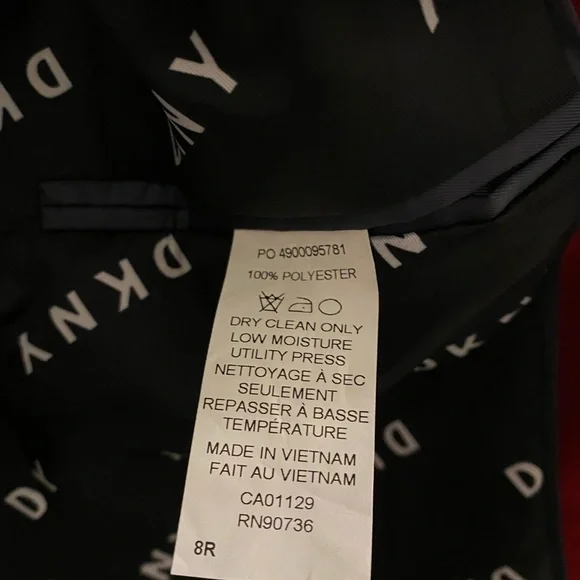 DKNY
DKNY
PO 4900095781
100% POLYESTER
DRY CLEAN ONLY
LOW MOISTURE
UTILITY PRESS
NETTOYAGE À SEC
SEULEMENT
REPASSER À BASSE
TEMPÉRATURE
MADE IN VIETNAM
FAIT AU VIETNAM
CA01129
RN90736
8R